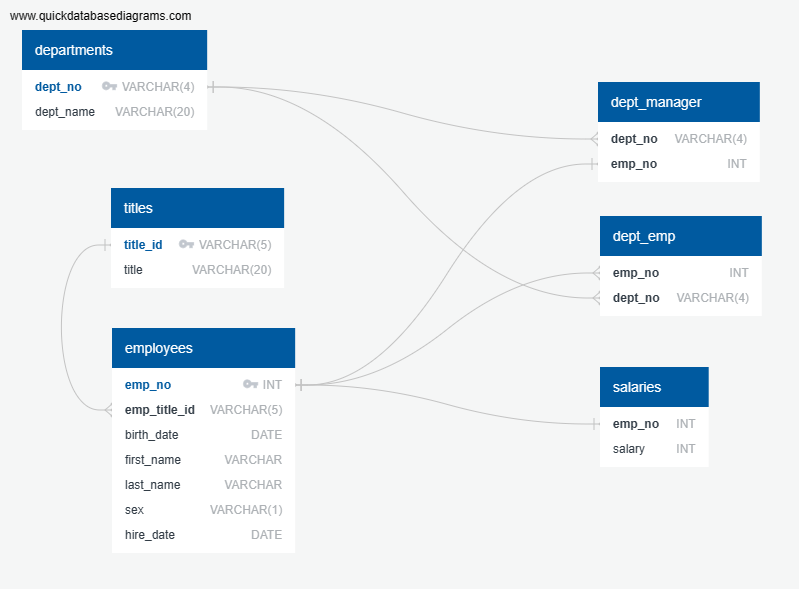 www.quickdatabasediagrams.com
departments
dept_no VARCHAR(4)
dept_name VARCHAR(20)
titles
title_id VARCHAR(5)
title VARCHAR(20)
employees
emp_no INT
emp_title_id VARCHAR(5)
birth_date DATE
first_name VARCHAR
last_name VARCHAR
sex VARCHAR(1)
hire_date DATE
dept_manager
dept_no VARCHAR(4)
emp_no INT
dept_emp
emp_no INT
dept_no VARCHAR(4)
salaries
emp_no INT
salary INT